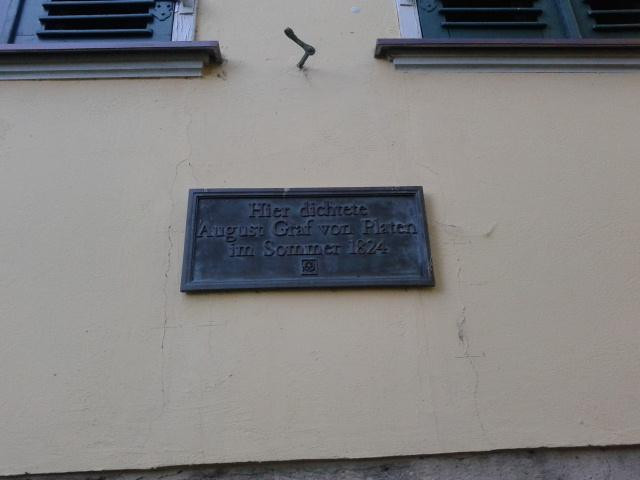 Hier dichtete
August Graf von Platen
im Sommer 1824